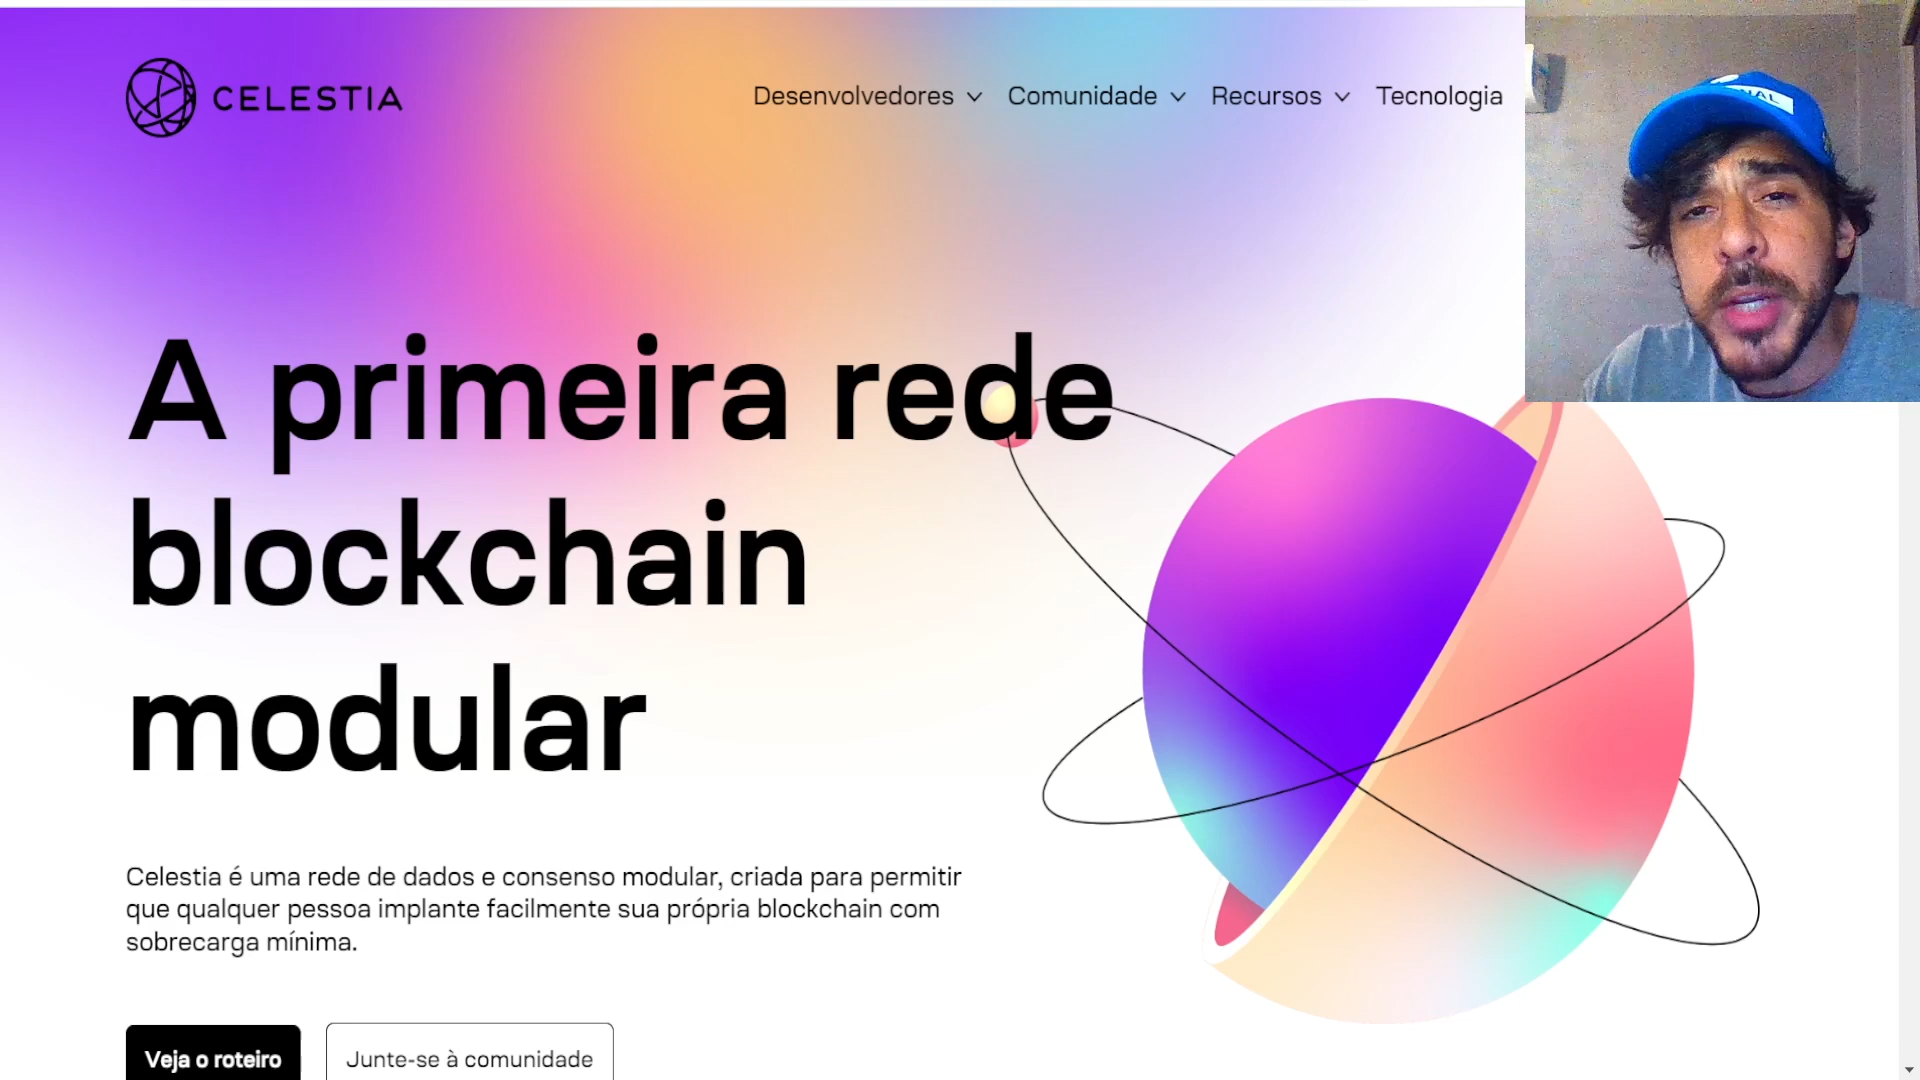 CELESTIA
Desenvolvedores Comunidade Recursos Tecnologia
A primeira rede
blockchain
modular
Celestia é uma rede de dados e consenso modular, criada para permitir
que qualquer pessoa implante facilmente sua própria blockchain com
sobrecarga mínima.
Veja o roteiro Junte-se à comunidade